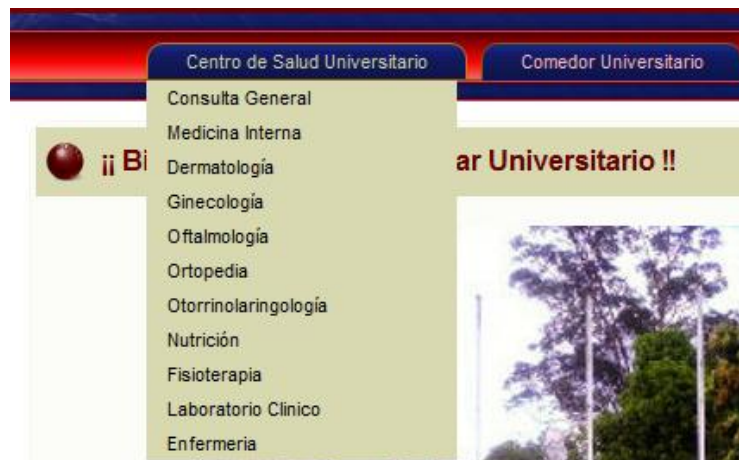 Centro de Salud Universitario
Comedor Universitario
Consulta General
Medicina Interna
¡¡ Bi
ar Universitario !!
Dermatología
Ginecología
Oftalmología
Ortopedia
Otorrinolaringología
Nutrición
Fisioterapia
Laboratorio Clinico
Enfermeria